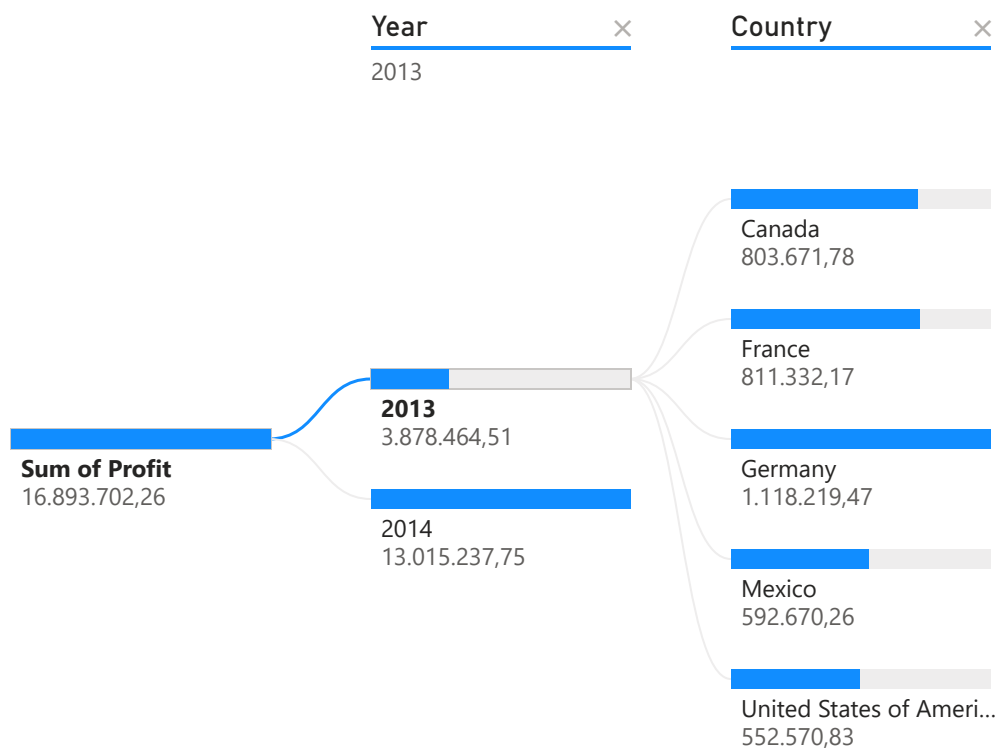 Year
2013
Country
Sum of Profit
16.893.702,26
2013
3.878.464,51
2014
13.015.237,75
Canada
803.671,78
France
811.332,17
Germany
1.118.219,47
Mexico
592.670,26
United States of Ameri...
552.570,83